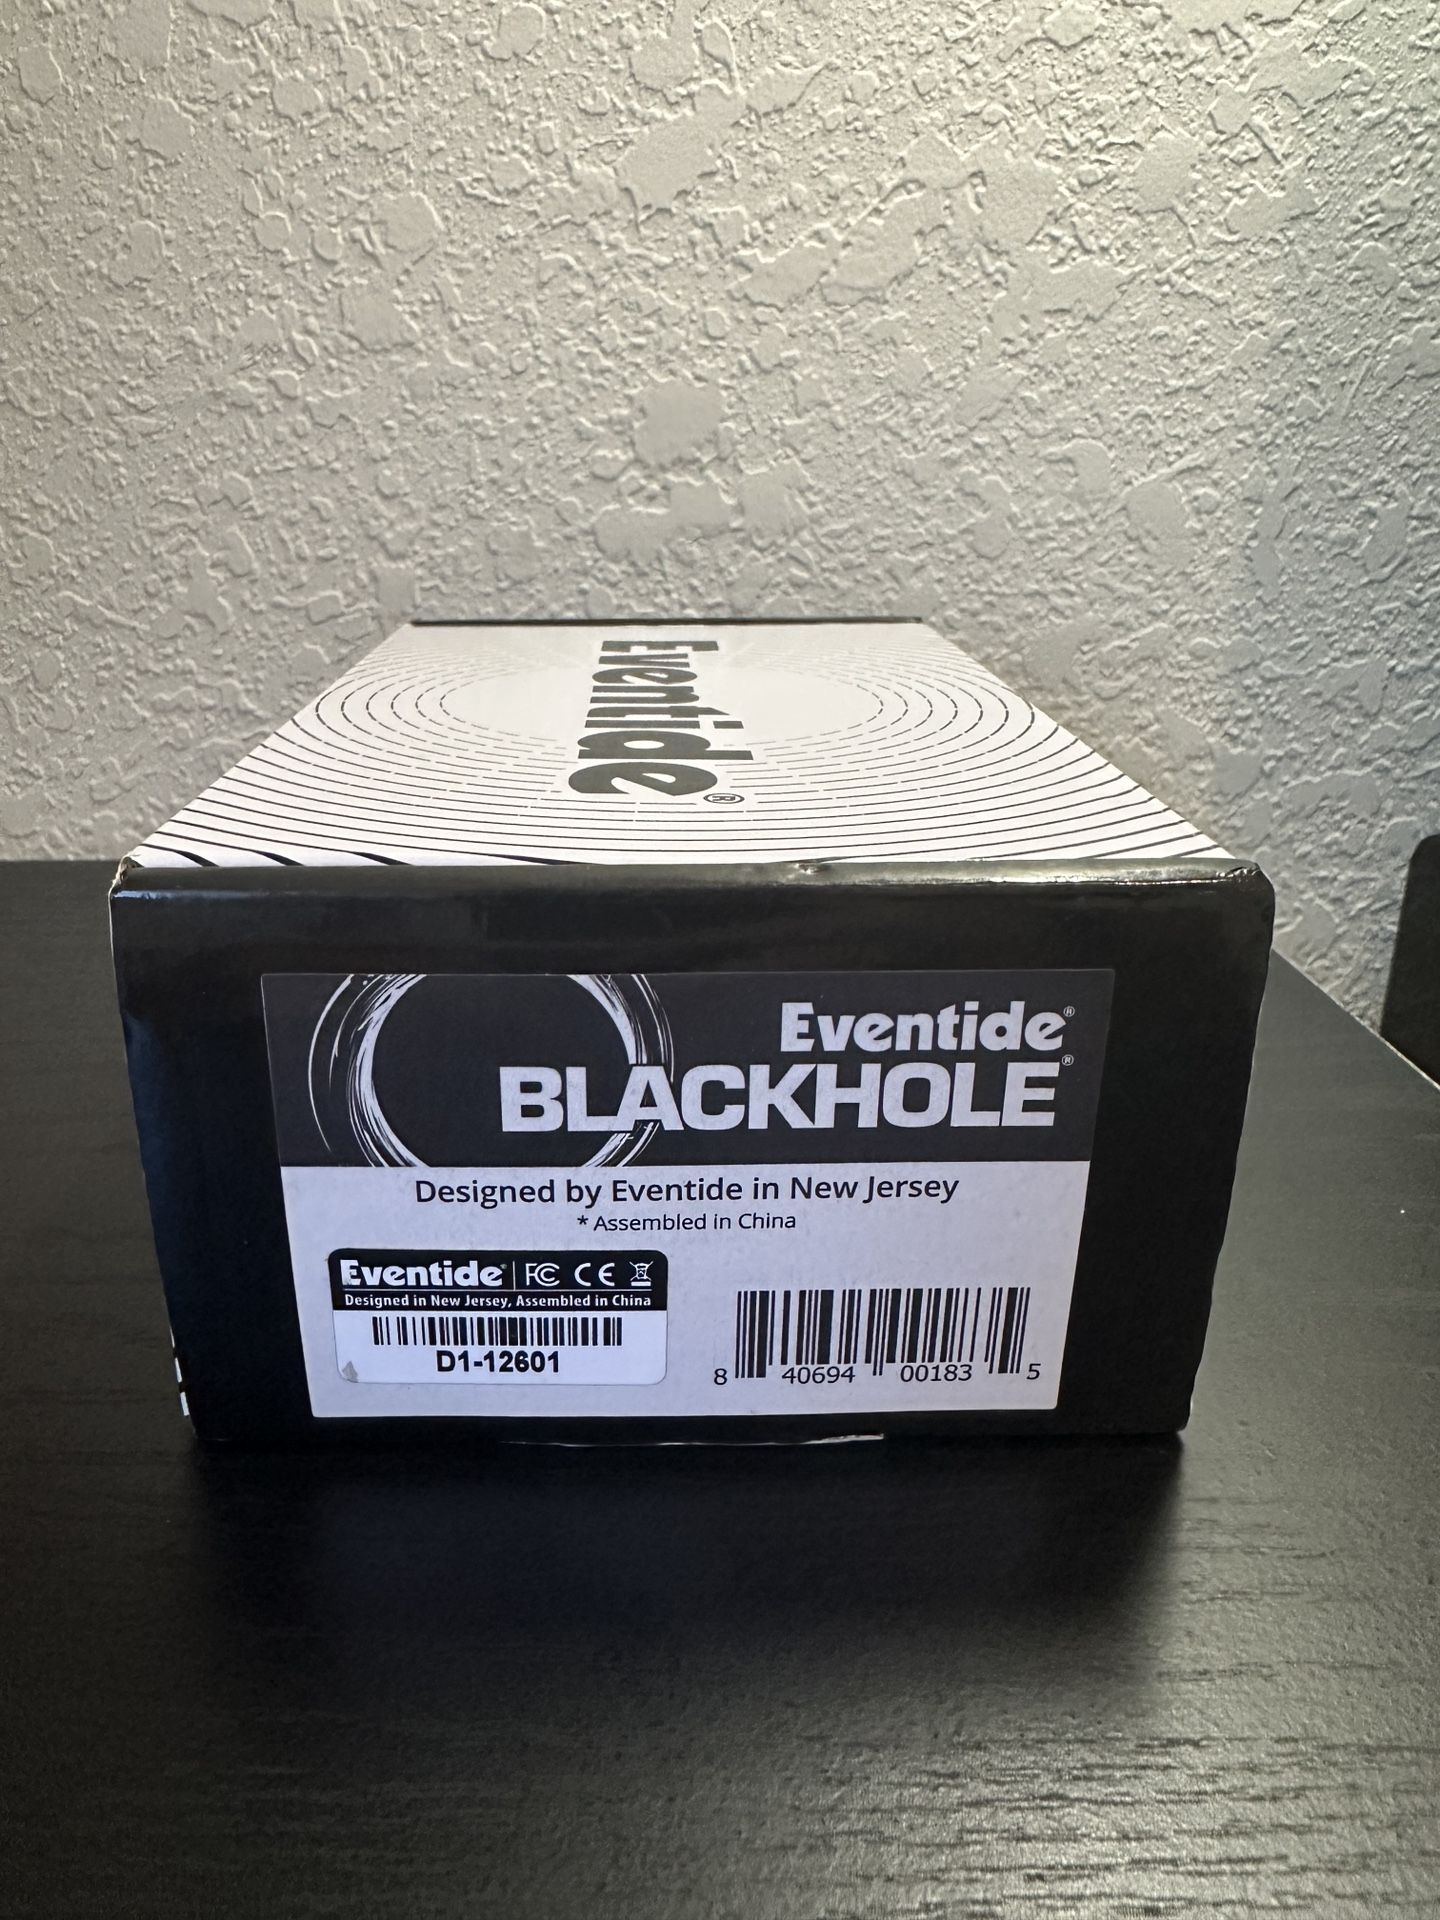 Eventide®
Eventide®
BLACKHOLE®
Designed by Eventide in New Jersey
* Assembled in China
Eventide® FC CE
Designed in New Jersey, Assembled in China
D1-12601
8 40694 00183 5